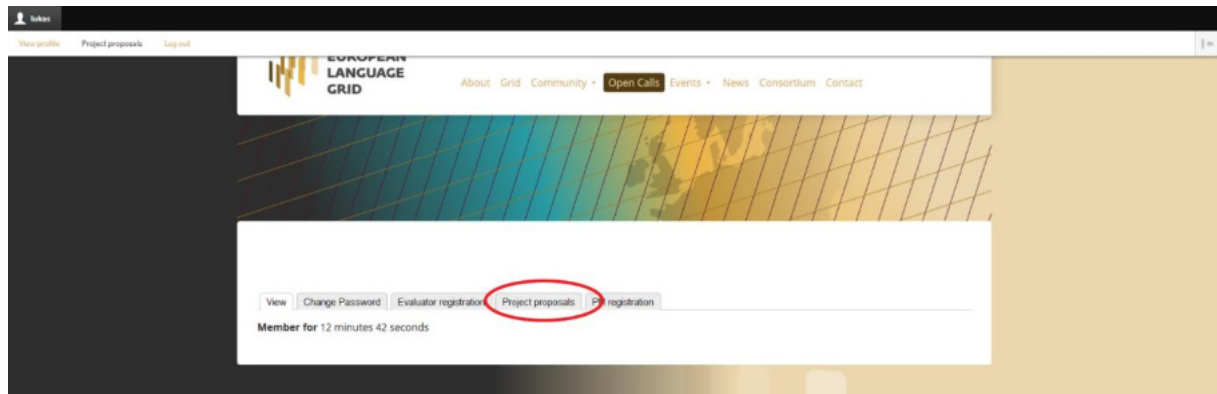 lukas
View profile Project proposals Log out
EUROPEAN
LANGUAGE
GRID
About Grid Community Open Calls Events News Consortium Contact
View Change Password Evaluator registration Project proposals PM registration
Member for 12 minutes 42 seconds